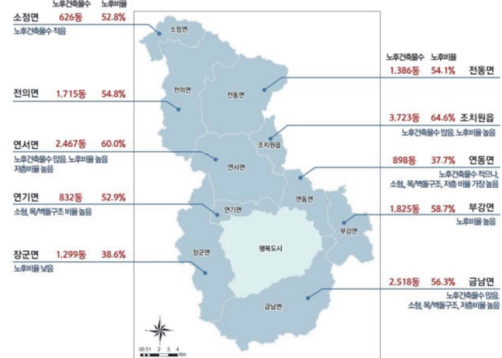 노후건축물수 노후비율
소정면 626동 52.8%
노후건축물수 적음
전의면 1,715동 54.8%
연서면 2,467동 60.0%
노후건축물수 많음, 노후비율 높음
저층비율 높음
연기면 832동 52.9%
소형, 목/벽돌구조 비율 높음
장군면 1,299동 38.6%
노후비율 낮음
노후건축물수 노후비율
1,386동 54.1% 전동면
3,723동 64.6% 조치원읍
노후건축물수 많음, 노후비율 높음
898동 37.7% 연동면
노후건축물수 적으나,
소형, 목/벽돌구조, 저층 비율 가장 높음
1,825동 58.7% 부강면
노후비율 높음
2,518동 56.3% 금남면
노후건축물수 많음,
소형, 목/벽돌구조, 저층비율 높음
소정면
전의면
전동면
조치원읍
연서면
연동면
연기면
부강면
장군면
행복도시
금남면